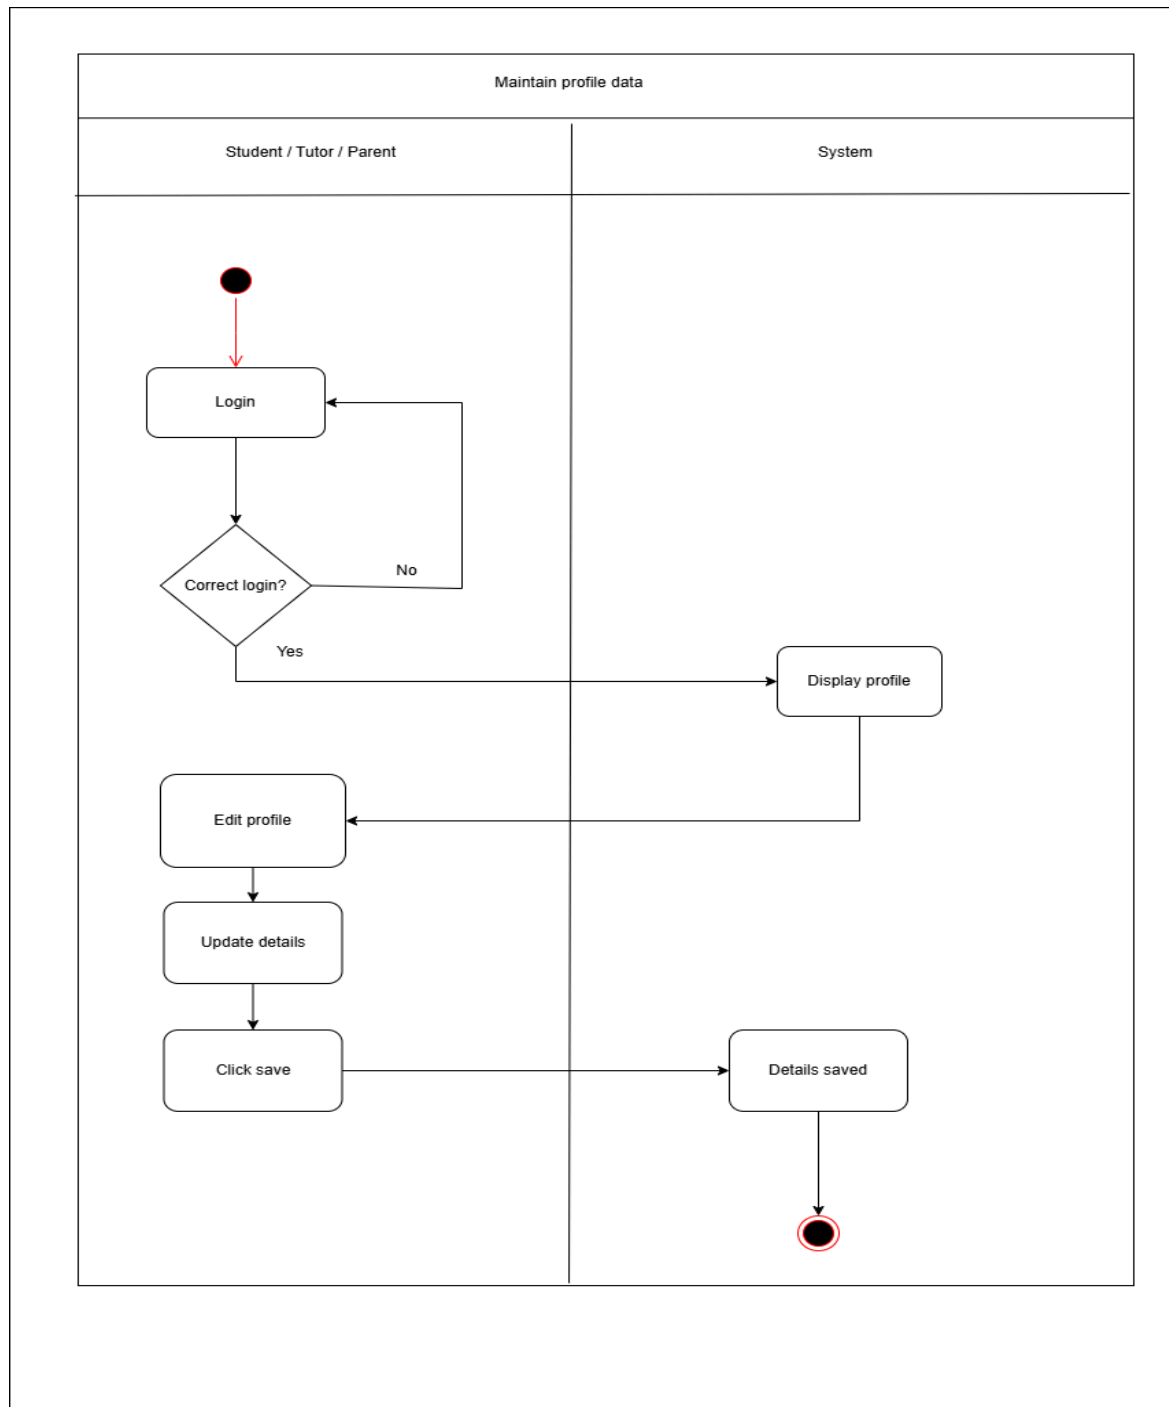 Maintain profile data
Student / Tutor / Parent
System
Login
Correct login?
No
Yes
Display profile
Edit profile
Update details
Click save
Details saved